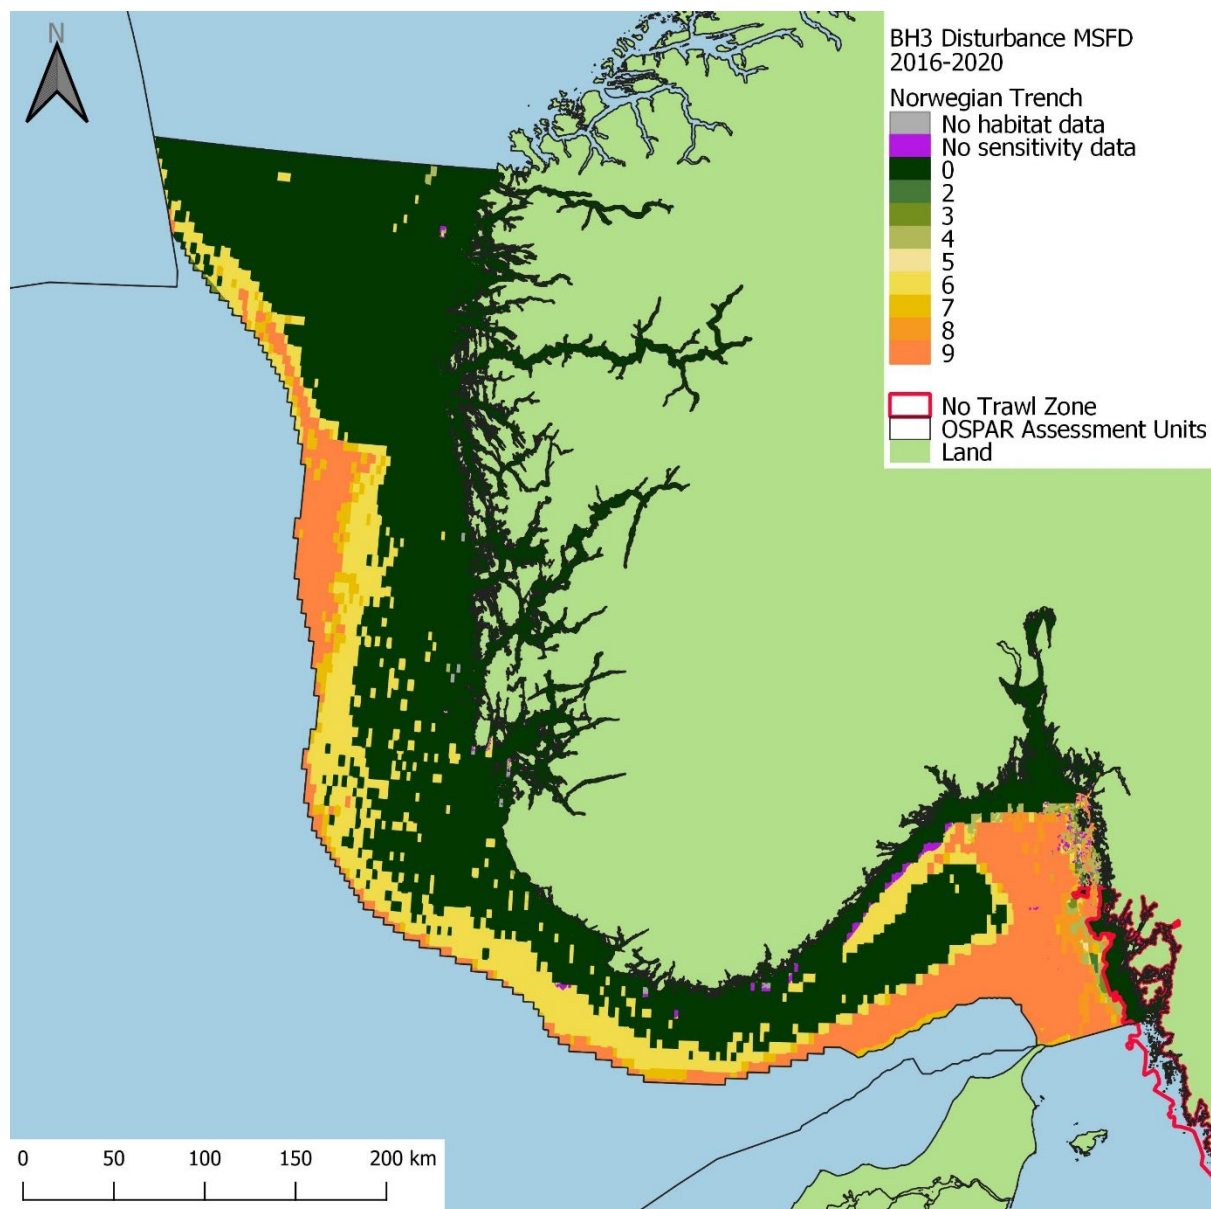 N
BH3 Disturbance MSFD
2016-2020
Norwegian Trench
No habitat data
No sensitivity data
0
2
3
4
5
6
7
8
9
No Trawl Zone
OSPAR Assessment Units
Land
0 50 100 150 200 km